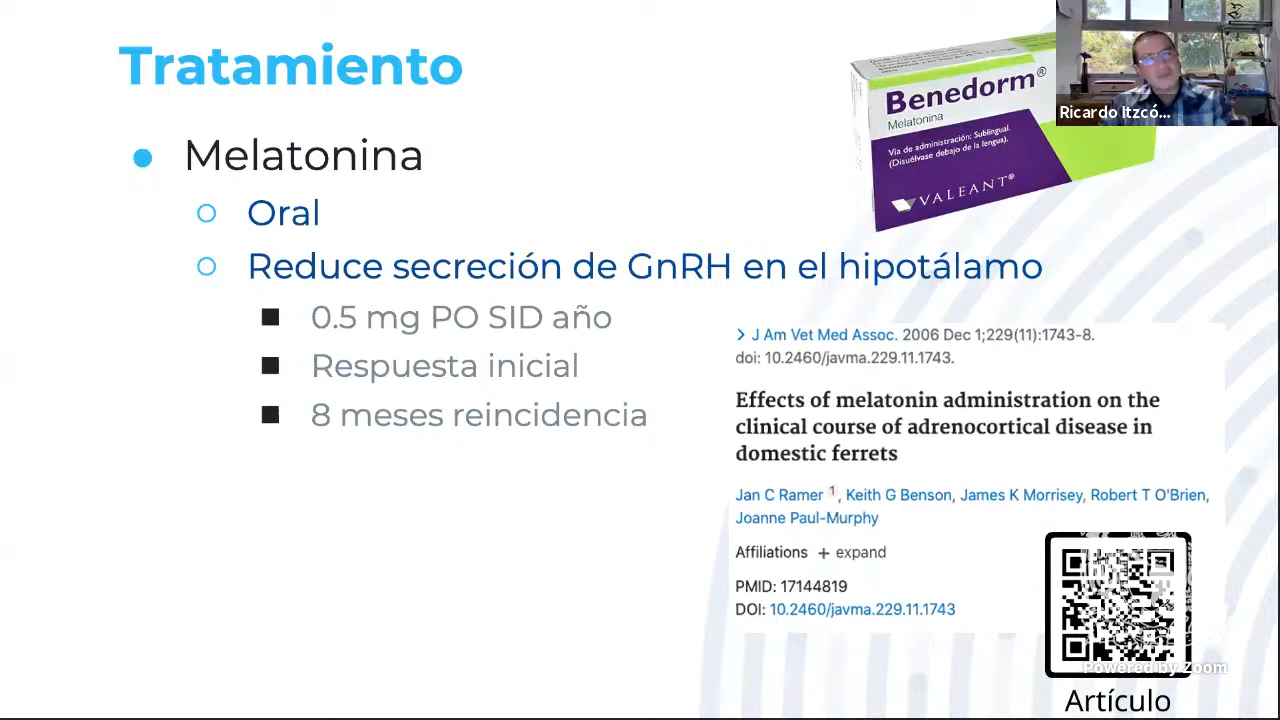 Tratamiento
Melatonina
Oral
Reduce secreción de GnRH en el hipotálamo
0.5 mg PO SID año
Respuesta inicial
8 meses reincidencia
Benedorm®
Melatonina
Vía de administración: Sublingual.
(Disuélvase debajo de la lengua).
VALEANT®
Ricardo Itzcó...
J Am Vet Med Assoc. 2006 Dec 1;229(11):1743-8.
doi: 10.2460/javma.229.11.1743.
Effects of melatonin administration on the
clinical course of adrenocortical disease in
domestic ferrets
Jan C Ramer 1, Keith G Benson, James K Morrisey, Robert T O'Brien,
Joanne Paul-Murphy
Affiliations + expand
PMID: 17144819
DOI: 10.2460/javma.229.11.1743
Powered by Zoom
Artículo